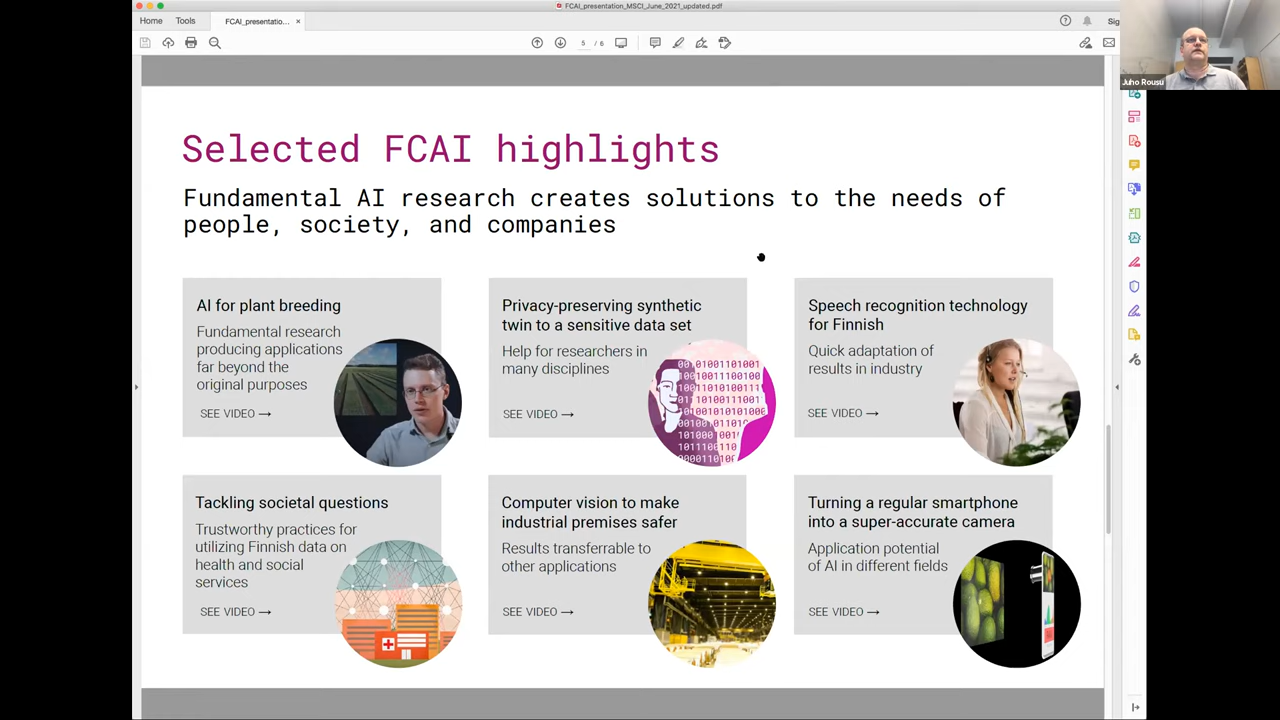 FCAI_presentation_MSCI_June_2021_updated.pdf
Home
Tools
FCAI_presentatio...
5 / 6
Sig
Juho Rousu
Selected FCAI highlights
Fundamental AI research creates solutions to the needs of
people, society, and companies
AI for plant breeding
Fundamental research
producing applications
far beyond the
original purposes
SEE VIDEO →
Privacy-preserving synthetic
twin to a sensitive data set
Help for researchers in
many disciplines
SEE VIDEO →
Speech recognition technology
for Finnish
Quick adaptation of
results in industry
SEE VIDEO →
Tackling societal questions
Trustworthy practices for
utilizing Finnish data on
health and social
services
SEE VIDEO →
Computer vision to make
industrial premises safer
Results transferrable to
other applications
SEE VIDEO →
Turning a regular smartphone
into a super-accurate camera
Application potential
of AI in different fields
SEE VIDEO →